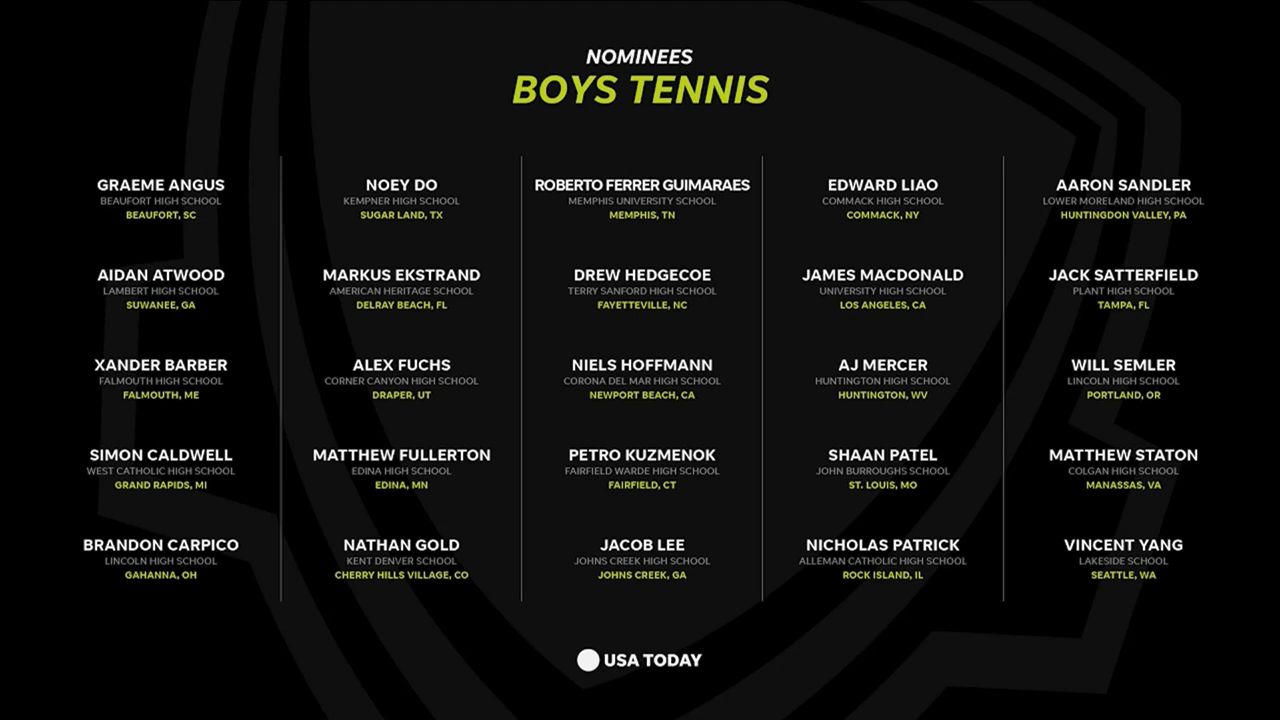 NOMINEES
BOYS TENNIS
GRAEME ANGUS
BEAUFORT HIGH SCHOOL
BEAUFORT, SC
AIDAN ATWOOD
LAMBERT HIGH SCHOOL
SUWANEE, GA
XANDER BARBER
FALMOUTH HIGH SCHOOL
FALMOUTH, ME
SIMON CALDWELL
WEST CATHOLIC HIGH SCHOOL
GRAND RAPIDS, MI
BRANDON CARPICO
LINCOLN HIGH SCHOOL
GAHANNA, OH
NOEY DO
KEMPNER HIGH SCHOOL
SUGAR LAND, TX
MARKUS EKSTRAND
AMERICAN HERITAGE SCHOOL
DELRAY BEACH, FL
ALEX FUCHS
CORNER CANYON HIGH SCHOOL
DRAPER, UT
MATTHEW FULLERTON
EDINA HIGH SCHOOL
EDINA, MN
NATHAN GOLD
KENT DENVER SCHOOL
CHERRY HILLS VILLAGE, CO
ROBERTO FERRER GUIMARAES
MEMPHIS UNIVERSITY SCHOOL
MEMPHIS, TN
DREW HEDGECOE
TERRY SANFORD HIGH SCHOOL
FAYETTEVILLE, NC
NIELS HOFFMANN
CORONA DEL MAR HIGH SCHOOL
NEWPORT BEACH, CA
PETRO KUZMENOK
FAIRFIELD WARDE HIGH SCHOOL
FAIRFIELD, CT
JACOB LEE
JOHNS CREEK HIGH SCHOOL
JOHNS CREEK, GA
EDWARD LIAO
COMMACK HIGH SCHOOL
COMMACK, NY
JAMES MACDONALD
UNIVERSITY HIGH SCHOOL
LOS ANGELES, CA
AJ MERCER
HUNTINGTON HIGH SCHOOL
HUNTINGTON, WV
SHAAN PATEL
JOHN BURROUGHS SCHOOL
ST. LOUIS, MO
NICHOLAS PATRICK
ALLEMAN CATHOLIC HIGH SCHOOL
ROCK ISLAND, IL
AARON SANDLER
LOWER MORELAND HIGH SCHOOL
HUNTINGDON VALLEY, PA
JACK SATTERFIELD
PLANT HIGH SCHOOL
TAMPA, FL
WILL SEMLER
LINCOLN HIGH SCHOOL
PORTLAND, OR
MATTHEW STATON
COLGAN HIGH SCHOOL
MANASSAS, VA
VINCENT YANG
LAKESIDE SCHOOL
SEATTLE, WA
USA TODAY